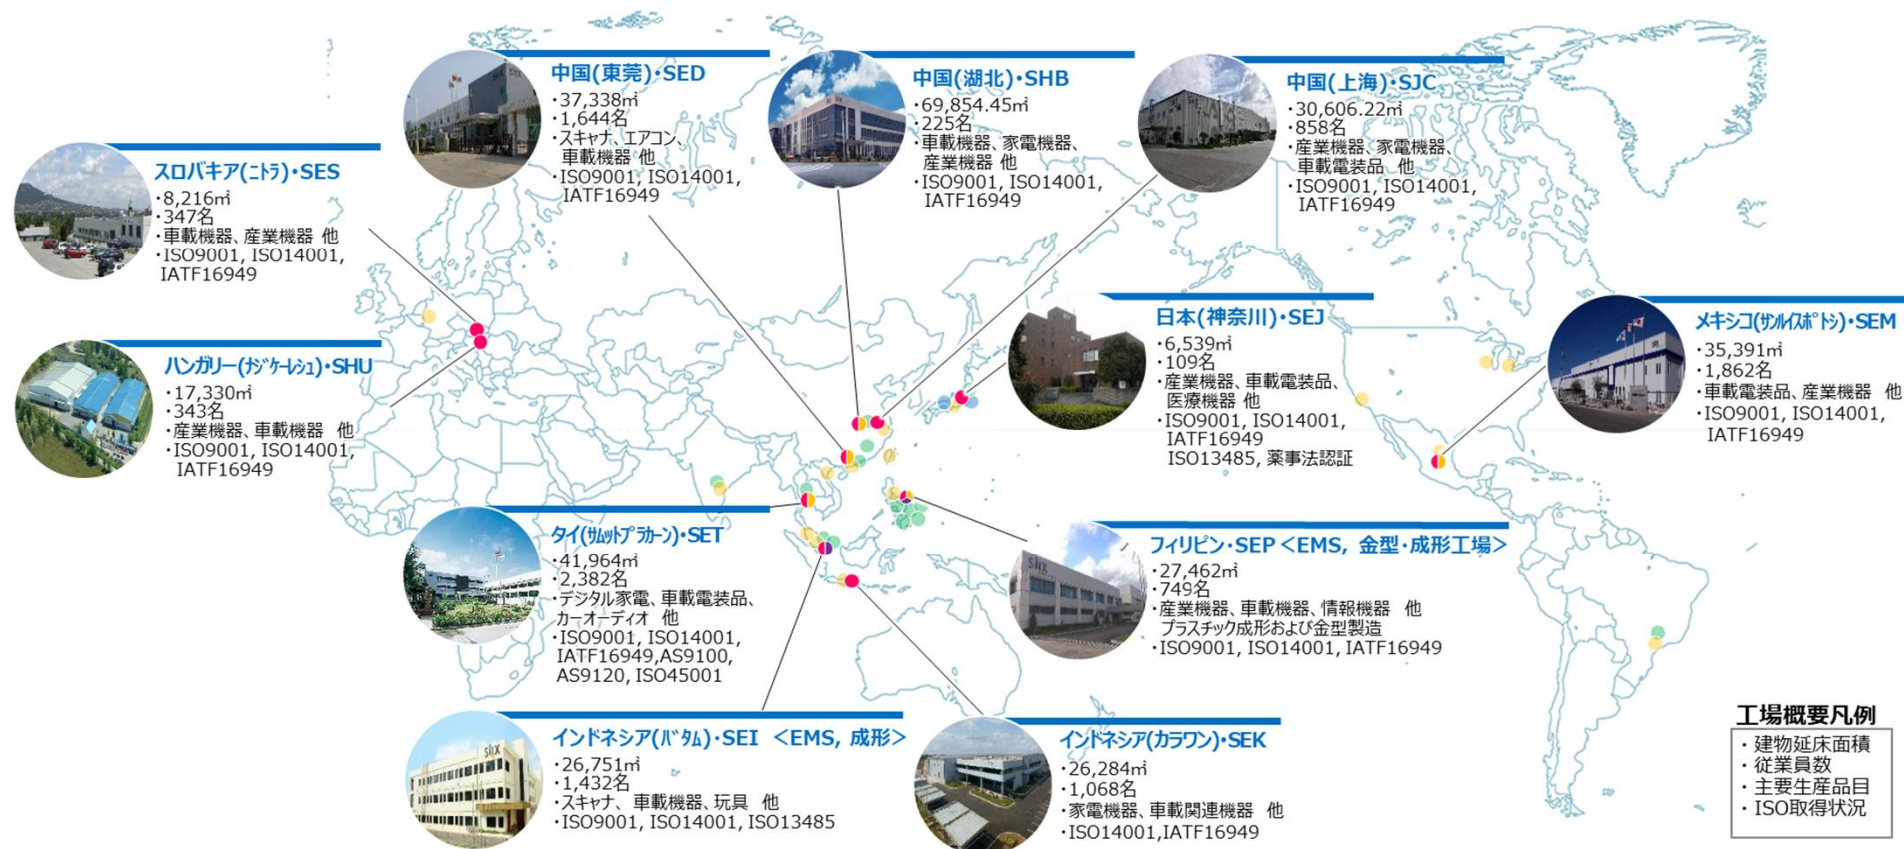 中国(東莞)・SED
・37,338㎡
・1,644名
・スキャナ、エアコン、
車載機器 他
・ISO9001, ISO14001,
IATF16949
中国(湖北)・SHB
・69,854.45㎡
・225名
・車載機器、家電機器、
産業機器 他
・ISO9001, ISO14001,
IATF16949
中国(上海)・SJC
・30,606.22㎡
・858名
・産業機器、家電機器、
車載電装品 他
・ISO9001, ISO14001,
IATF16949
スロバキア(ニトラ)・SES
・8,216㎡
・347名
・車載機器、産業機器 他
・ISO9001, ISO14001,
IATF16949
ハンガリー(ナジケーレシュ)・SHU
・17,330㎡
・343名
・産業機器、車載機器 他
・ISO9001, ISO14001,
IATF16949
日本(神奈川)・SEJ
・6,539㎡
・109名
・産業機器、車載電装品、
医療機器 他
・ISO9001, ISO14001,
IATF16949
ISO13485, 薬事法認証
メキシコ(サンルイスポトシ)・SEM
・35,391㎡
・1,862名
・車載電装品、産業機器 他
・ISO9001, ISO14001,
IATF16949
タイ(サムットプラカーン)・SET
・41,964㎡
・2,382名
・デジタル家電、車載電装品、
カーオーディオ 他
・ISO9001, ISO14001,
IATF16949,AS9100,
AS9120, ISO45001
SIIX
フィリピン・SEP <EMS, 金型・成形工場>
・27,462㎡
・749名
・産業機器、車載機器、情報機器 他
プラスチック成形および金型製造
・ISO9001, ISO14001, IATF16949
SIIX
インドネシア(バタム)・SEI <EMS, 成形>
・26,751㎡
・1,432名
・スキャナ、車載機器、玩具 他
・ISO9001, ISO14001, ISO13485
インドネシア(カラワン)・SEK
・26,284㎡
・1,068名
・家電機器、車載関連機器 他
・ISO14001,IATF16949
工場概要凡例
・建物延床面積
・従業員数
・主要生産品目
・ISO取得状況